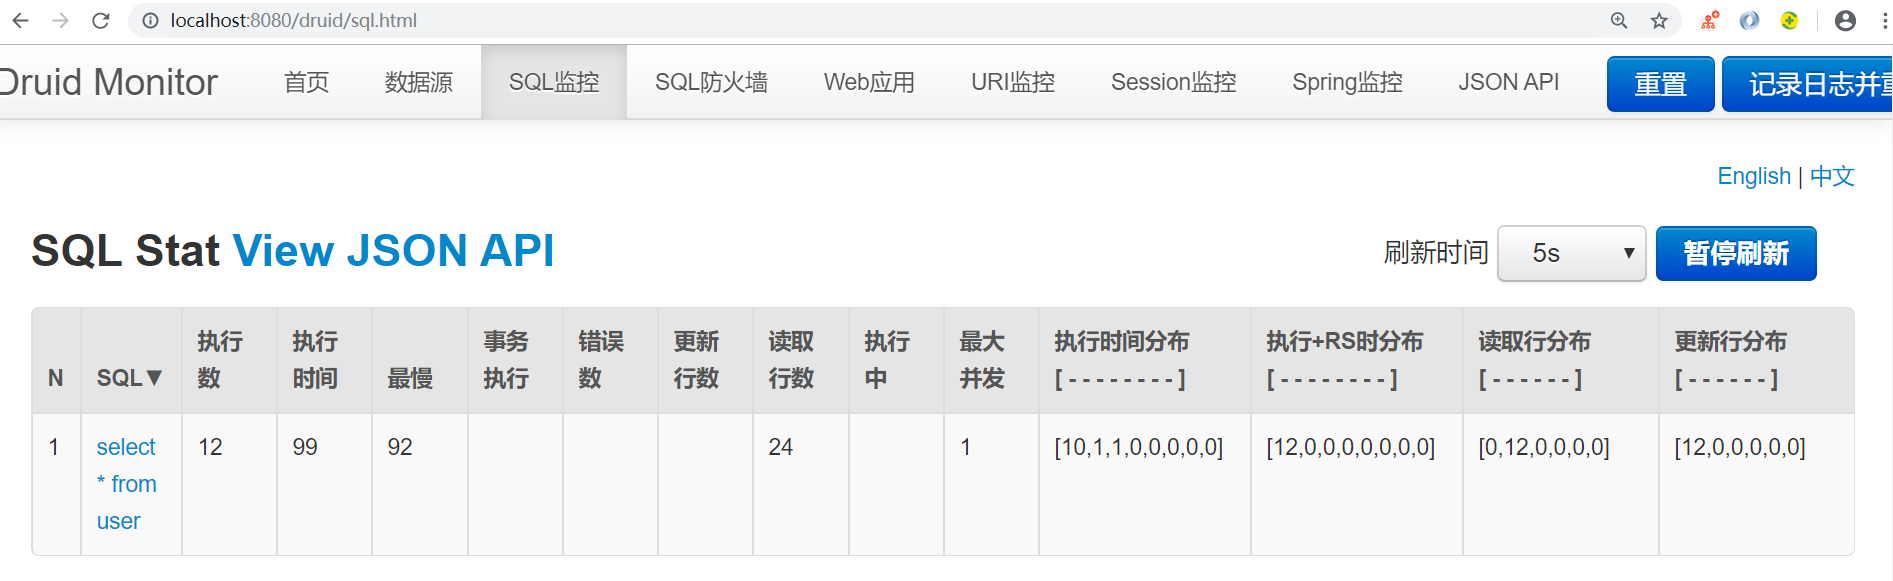 localhost:8080/druid/sql.html
Druid Monitor 首页 数据源 SQL监控 SQL防火墙 Web应用 URI监控 Session监控 Spring监控 JSON API 重置 记录日志并重
English | 中文
SQL Stat View JSON API 刷新时间 5s 暂停刷新
N SQL▼ 执行数 执行时间 最慢 事务执行 错误数 更新行数 读取行数 执行中 最大并发 执行时间分布 [ - - - - - - - - ] 执行+RS时分布 [ - - - - - - - - ] 读取行分布 [ - - - - - - ] 更新行分布 [ - - - - - - ]
1 select * from user 12 99 92 24 1 [10,1,1,0,0,0,0,0] [12,0,0,0,0,0,0,0] [0,12,0,0,0,0] [12,0,0,0,0,0]